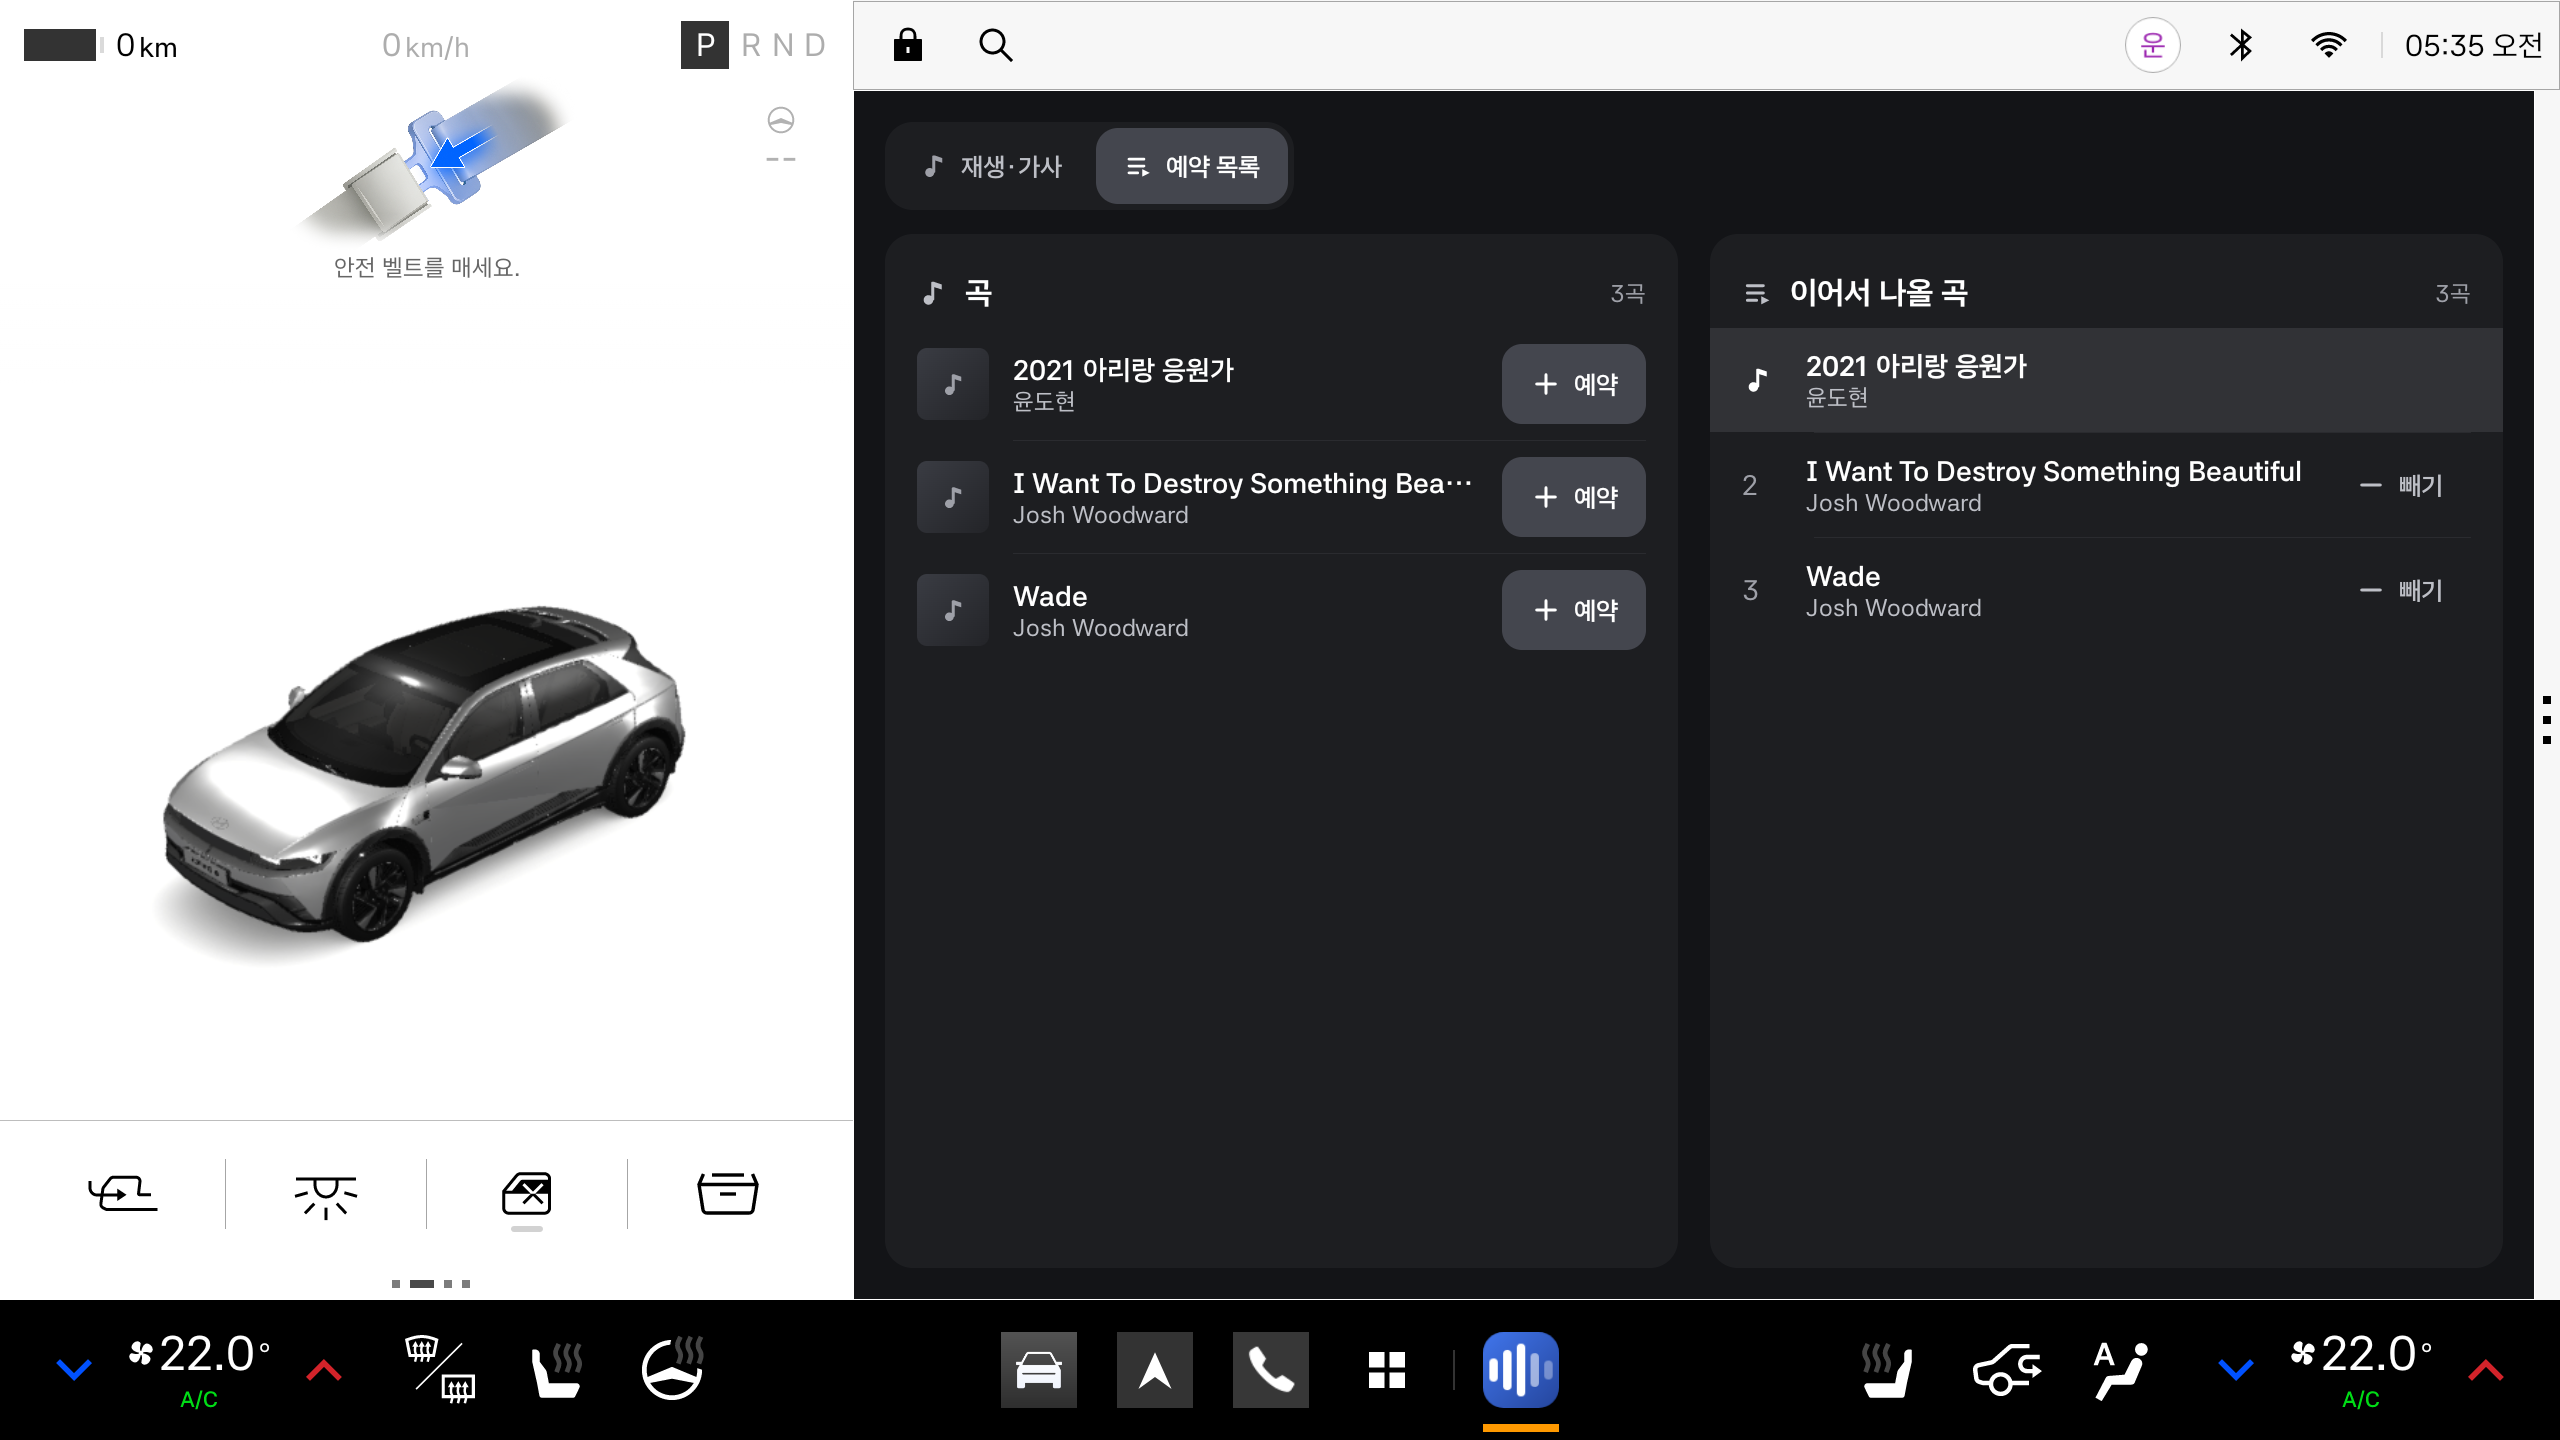 0 km
0 km/h
P R N D
안전 벨트를 매세요.
운
05:35 오전
재생·가사
예약 목록
곡
3곡
2021 아리랑 응원가
윤도현
예약
I Want To Destroy Something Bea···
Josh Woodward
예약
Wade
Josh Woodward
예약
이어서 나올 곡
3곡
2021 아리랑 응원가
윤도현
2
I Want To Destroy Something Beautiful
Josh Woodward
빼기
3
Wade
Josh Woodward
빼기
22.0°
A/C
A
22.0°
A/C